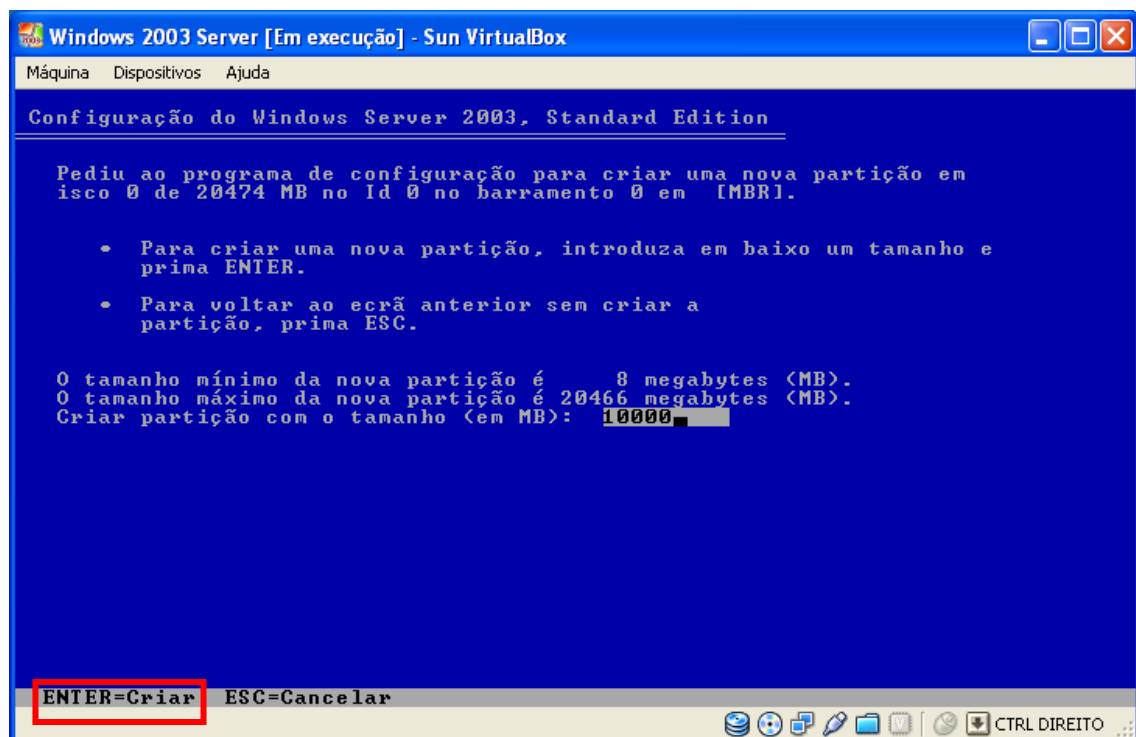 Windows 2003 Server [Em execução] - Sun VirtualBox
Máquina Dispositivos Ajuda
Configuração do Windows Server 2003, Standard Edition
Pediu ao programa de configuração para criar uma nova partição em
isco 0 de 20474 MB no Id 0 no barramento 0 em [MBR].
• Para criar uma nova partição, introduza em baixo um tamanho e
prima ENTER.
• Para voltar ao ecrã anterior sem criar a
partição, prima ESC.
O tamanho mínimo da nova partição é 8 megabytes (MB).
O tamanho máximo da nova partição é 20466 megabytes (MB).
Criar partição com o tamanho (em MB): 10000
ENTER=Criar ESC=Cancelar
CTRL DIREITO